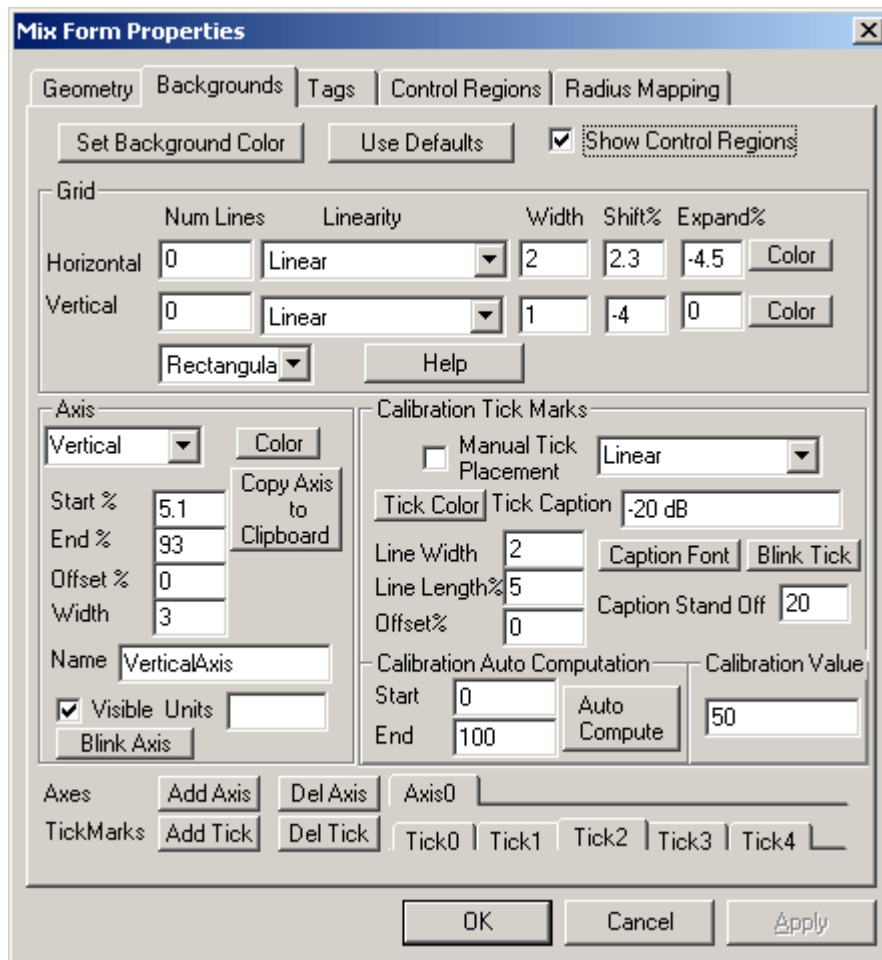 Mix Form Properties
Geometry Backgrounds Tags Control Regions Radius Mapping
Set Background Color Use Defaults Show Control Regions
Grid
Num Lines Linearity Width Shift% Expand%
Horizontal 0 Linear 2 2.3 -4.5 Color
Vertical 0 Linear 1 -4 0 Color
Rectangula Help
Axis
Vertical Color
Copy Axis to Clipboard
Start % 5.1
End % 93
Offset % 0
Width 3
Name VerticalAxis
Visible Units
Blink Axis
Calibration Tick Marks
Manual Tick Placement Linear
Tick Color Tick Caption -20 dB
Line Width 2 Caption Font Blink Tick
Line Length% 5
Caption Stand Off 20
Offset% 0
Calibration Auto Computation
Start 0
End 100
Auto Compute
Calibration Value
50
Axes Add Axis Del Axis Axis0
TickMarks Add Tick Del Tick Tick0 Tick1 Tick2 Tick3 Tick4
OK Cancel Apply